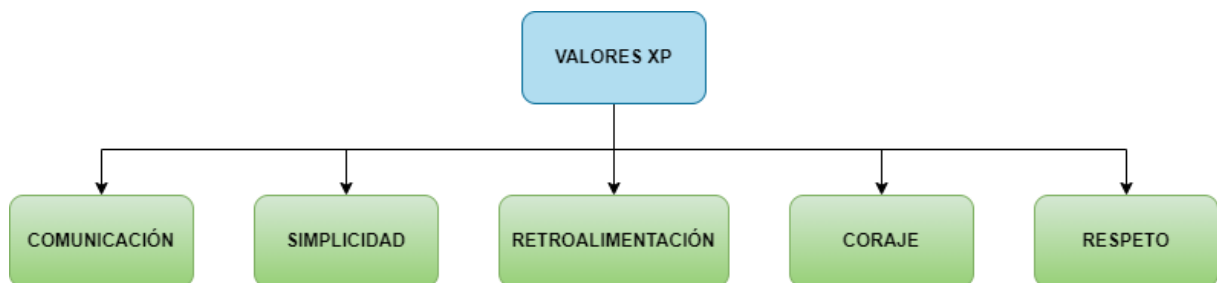 VALORES XP
COMUNICACIÓN
SIMPLICIDAD
RETROALIMENTACIÓN
CORAJE
RESPETO